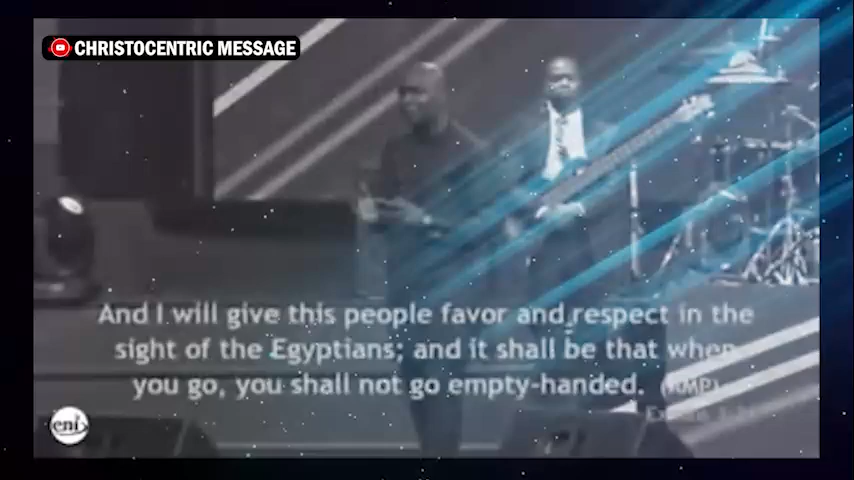 CHRISTOCENTRIC MESSAGE
And I will give this people favor and respect in the
sight of the Egyptians; and it shall be that when
you go, you shall not go empty-handed.
eni